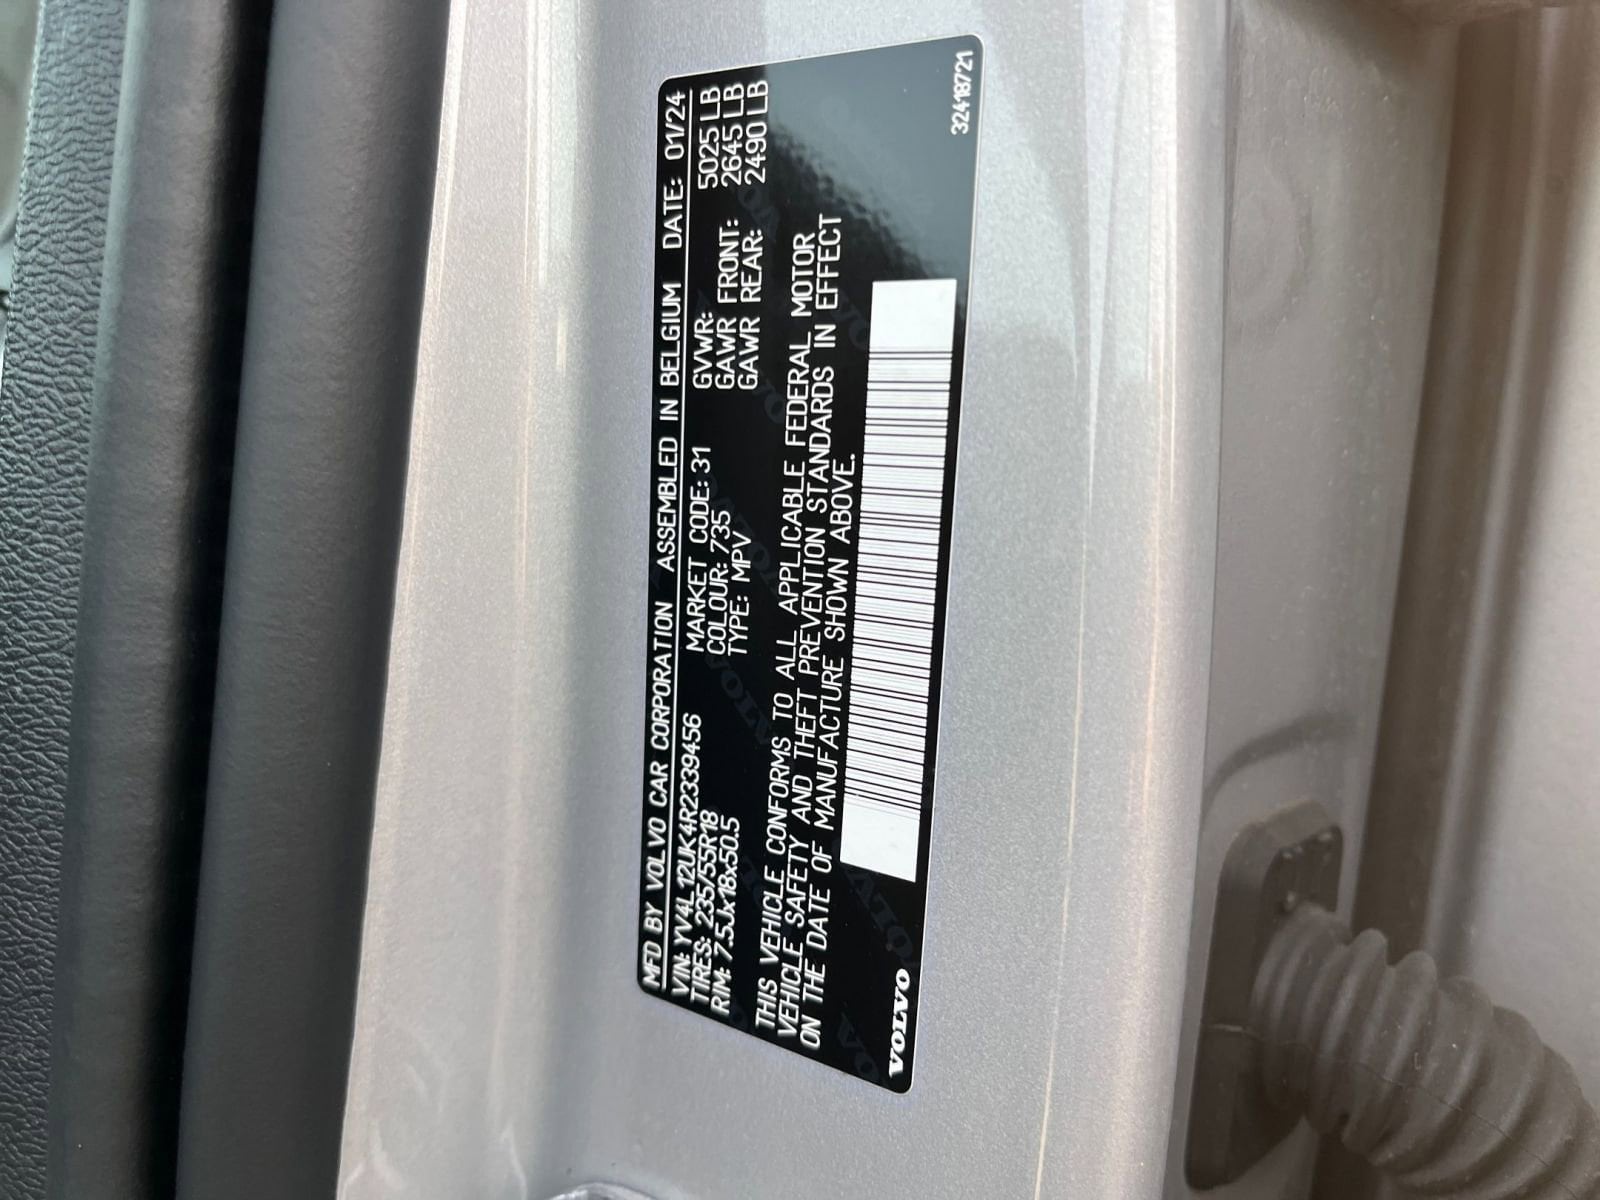 MFD BY VOLVO CAR CORPORATION ASSEMBLED IN BELGIUM DATE: 01/24
VIN: YV4L12UK4R2339456 MARKET CODE: 31 GVWR: 5025 LB
TIRES: 235/55R18 COLOUR: 735 GAWR FRONT: 2645 LB
RIM: 7.5Jx18x50.5 TYPE: MPV GAWR REAR: 2490 LB
THIS VEHICLE CONFORMS TO ALL APPLICABLE FEDERAL MOTOR
VEHICLE SAFETY AND THEFT PREVENTION STANDARDS IN EFFECT
ON THE DATE OF MANUFACTURE SHOWN ABOVE.
VOLVO
32418721